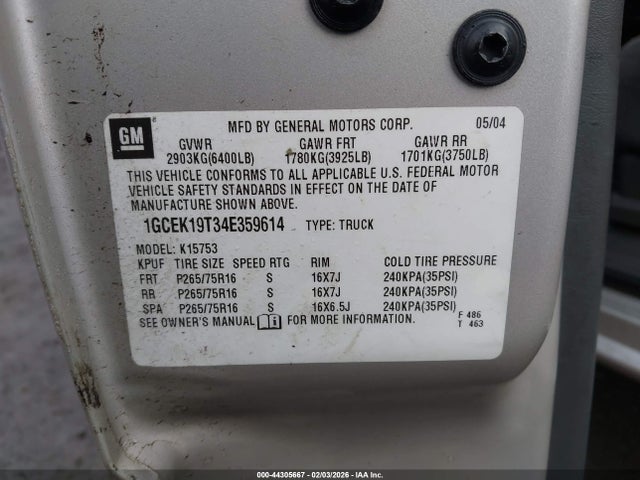 GM
MFD BY GENERAL MOTORS CORP. 05/04
GVWR GAWR FRT GAWR RR
2903KG(6400LB) 1780KG(3925LB) 1701KG(3750LB)
THIS VEHICLE CONFORMS TO ALL APPLICABLE U.S. FEDERAL MOTOR
VEHICLE SAFETY STANDARDS IN EFFECT ON THE DATE OF
MANUFACTURE SHOWN ABOVE.
1GCEK19T34E359614 TYPE: TRUCK
MODEL: K15753
KPUF TIRE SIZE SPEED RTG RIM COLD TIRE PRESSURE
FRT P265/75R16 S 16X7J 240KPA(35PSI)
RR P265/75R16 S 16X7J 240KPA(35PSI)
SPA P265/75R16 S 16X6.5J 240KPA(35PSI)
SEE OWNER'S MANUAL i FOR MORE INFORMATION. F 486
T 463
000-44305667 - 02/03/2026 - IAA Inc.